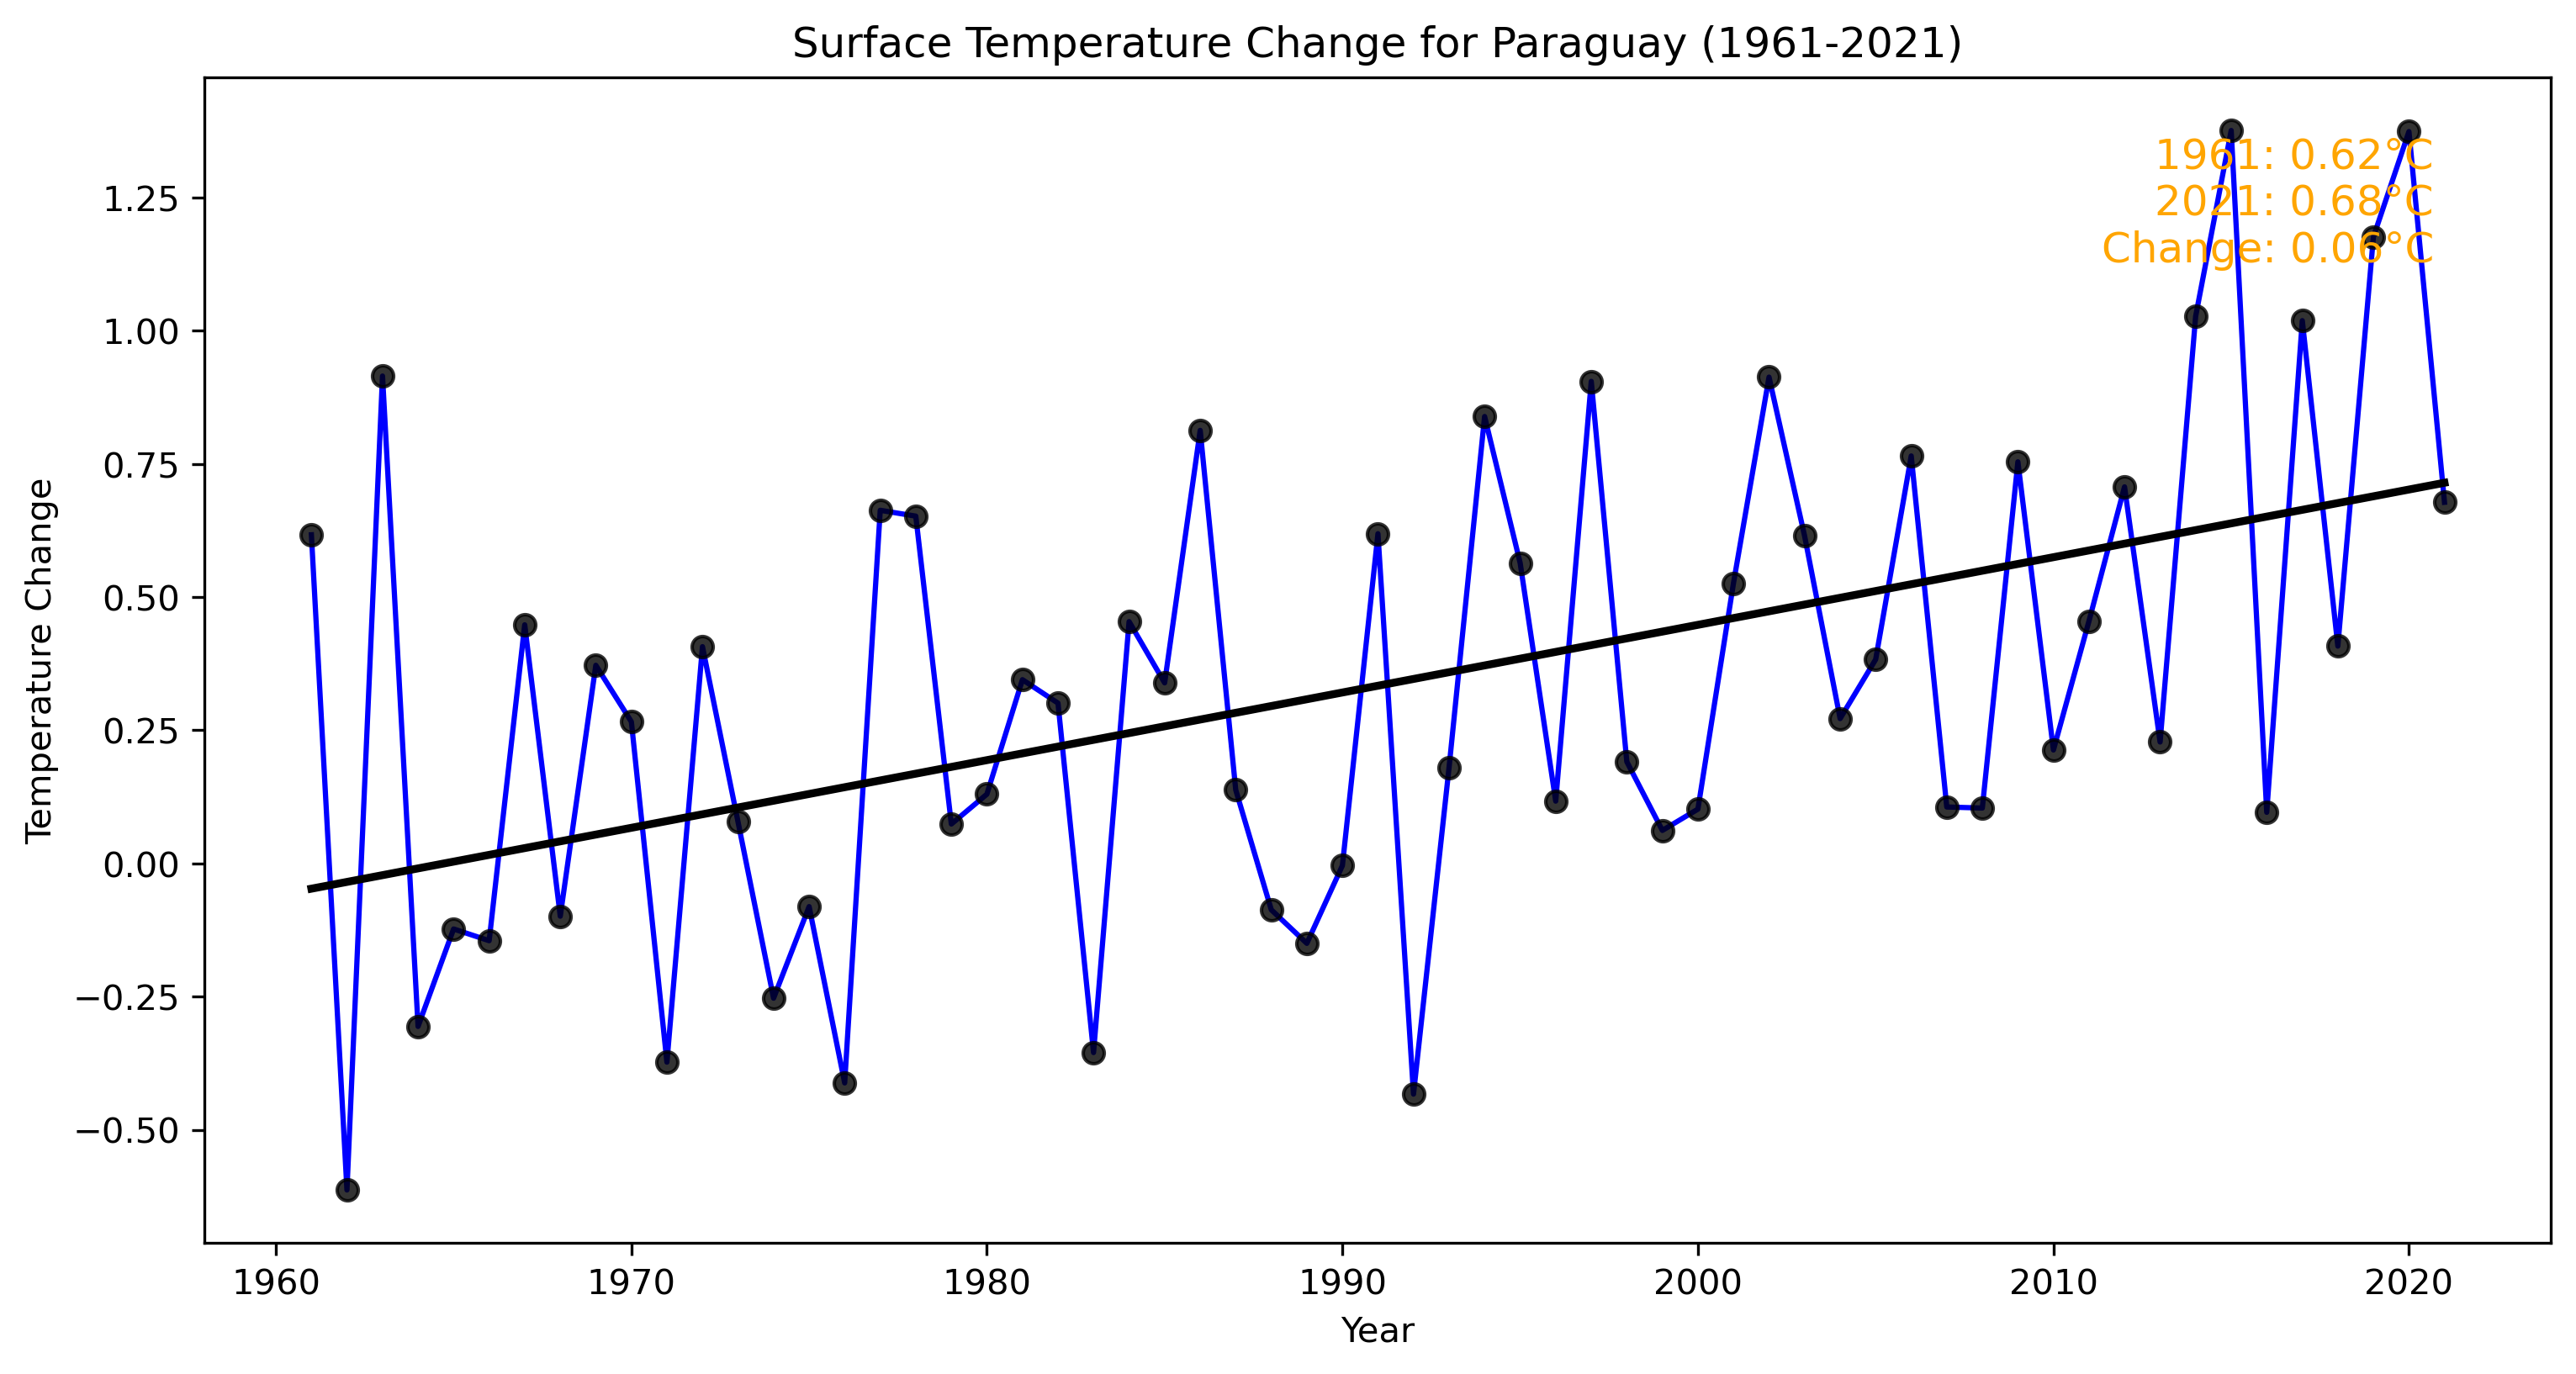 Surface Temperature Change for Paraguay (1961-2021)
1961: 0.62°C
2021: 0.68°C
Change: 0.06°C
Temperature Change
1.25
1.00
0.75
0.50
0.25
0.00
−0.25
−0.50
1960 1970 1980 1990 2000 2010 2020
Year